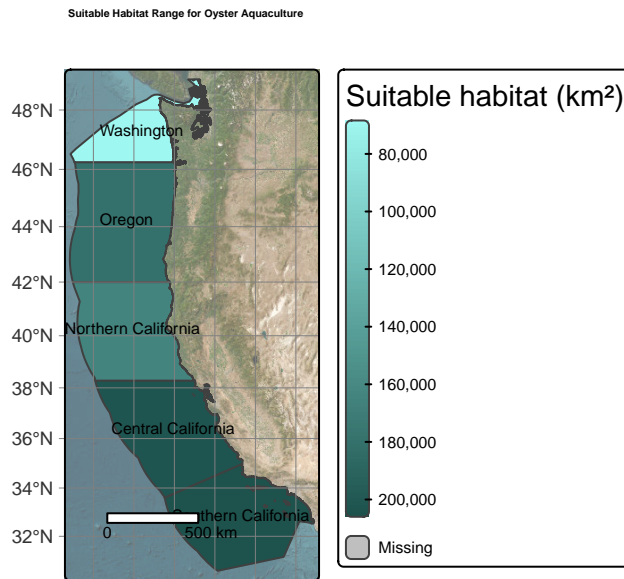 Suitable Habitat Range for Oyster Aquaculture
48°N
46°N
44°N
42°N
40°N
38°N
36°N
34°N
32°N
Washington
Oregon
Northern California
Central California
Southern California
0 500 km
Suitable habitat (km²)
80,000
100,000
120,000
140,000
160,000
180,000
200,000
Missing